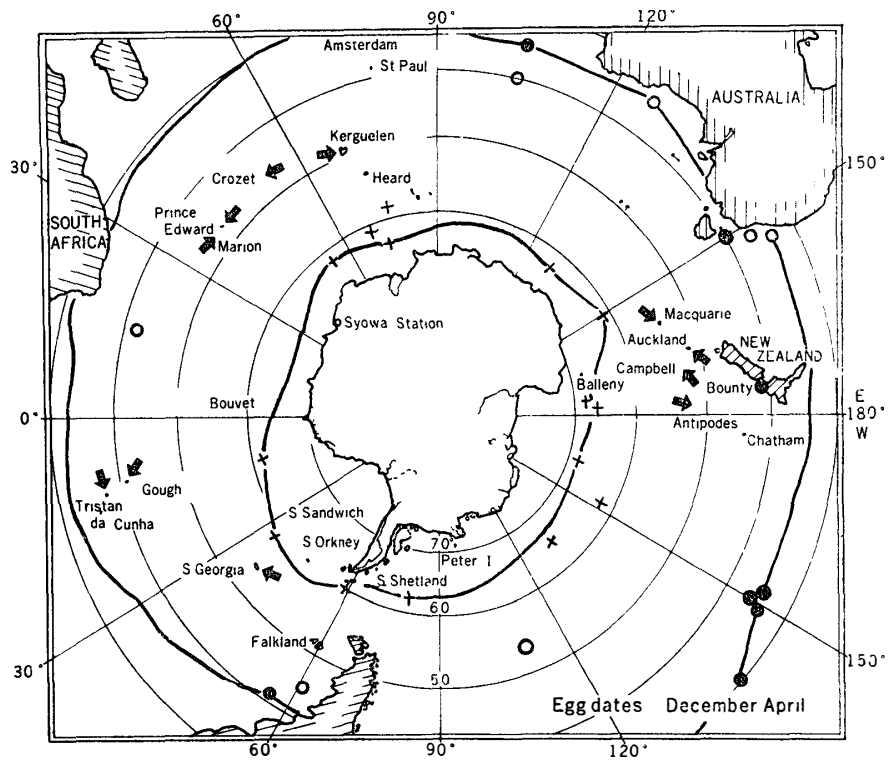 60°
90°
120°
Amsterdam
St Paul
AUSTRALIA
Kerguelen
30°
Crozet
Heard
150°
Prince
Edward
SOUTH
AFRICA
Marion
Macquarie
Syowa Station
Auckland
NEW
ZEALAND
Campbell
Balleny
Bounty
Bouvet
E
0°
180°
W
Antipodes
Chatham
Gough
Tristan
da Cunha
S Sandwich
S Orkney
70°
Peter I
S Georgia
S Shetland
60
Falkland
30°
50
150°
Egg dates December April
60°
90°
120°